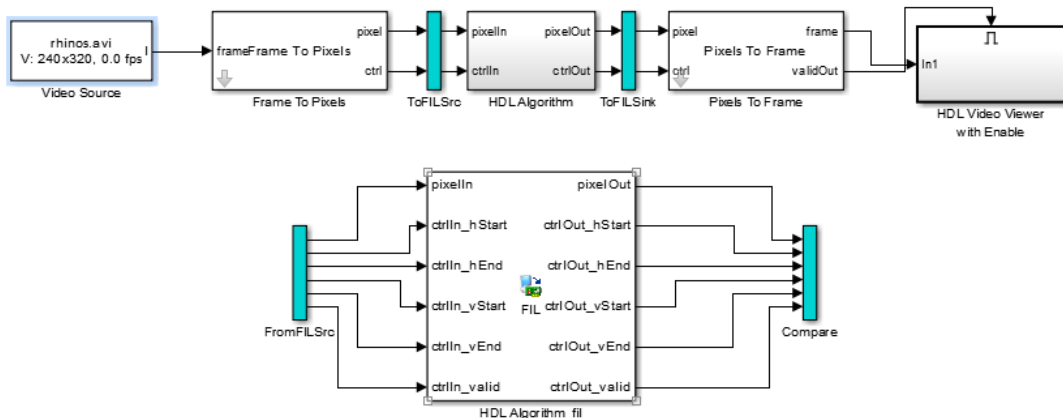 rhinos.avi
V: 240x320, 0.0 fps
I
Video Source
frame
Frame To Pixels
pixel
ctrl
Frame To Pixels
ToFILSrc
pixelIn
ctrlIn
pixelOut
ctrlOut
HDL Algorithm
ToFILSink
pixel
ctrl
Pixels To Frame
frame
validOut
Pixels To Frame
In1
HDL Video Viewer
with Enable
FromFILSrc
pixelIn
ctrlIn_hStart
ctrlIn_hEnd
ctrlIn_vStart
ctrlIn_vEnd
ctrlIn_valid
FIL
pixelOut
ctrlOut_hStart
ctrlOut_hEnd
ctrlOut_vStart
ctrlOut_vEnd
ctrlOut_valid
HDL Algorithm_fil
Compare